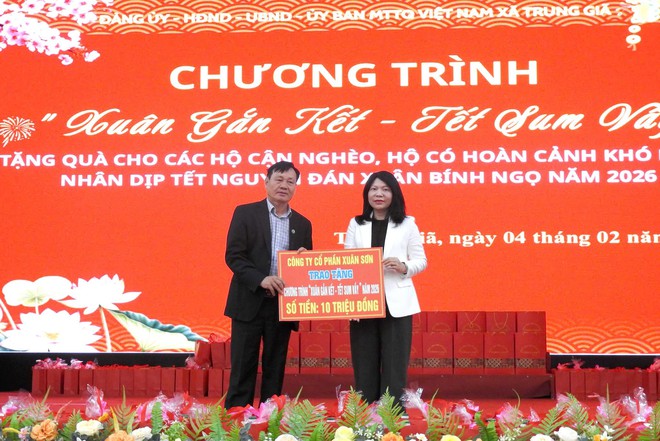 ĐẢNG ỦY - HĐND - UBND - ỦY BAN MTTQ VIỆT NAM XÃ TRUNG GIÃ
CHƯƠNG TRÌNH
"Xuân Gắn Kết - Tết Sum Vầy
TẶNG QUÀ CHO CÁC HỘ CẬN NGHÈO, HỘ CÓ HOÀN CẢNH KHÓ
NHÂN DỊP TẾT NGUY ĐÁN XUÂN BÍNH NGỌ NĂM 2026
T iã, ngày 04 tháng 02 năm
CÔNG TY CỔ PHẦN XUÂN SƠN
TRAO TẶNG
CHƯƠNG TRÌNH "XUÂN GẮN KẾT - TẾT SUM VẦY" NĂM 2026
SỐ TIỀN: 10 TRIỆU ĐỒNG